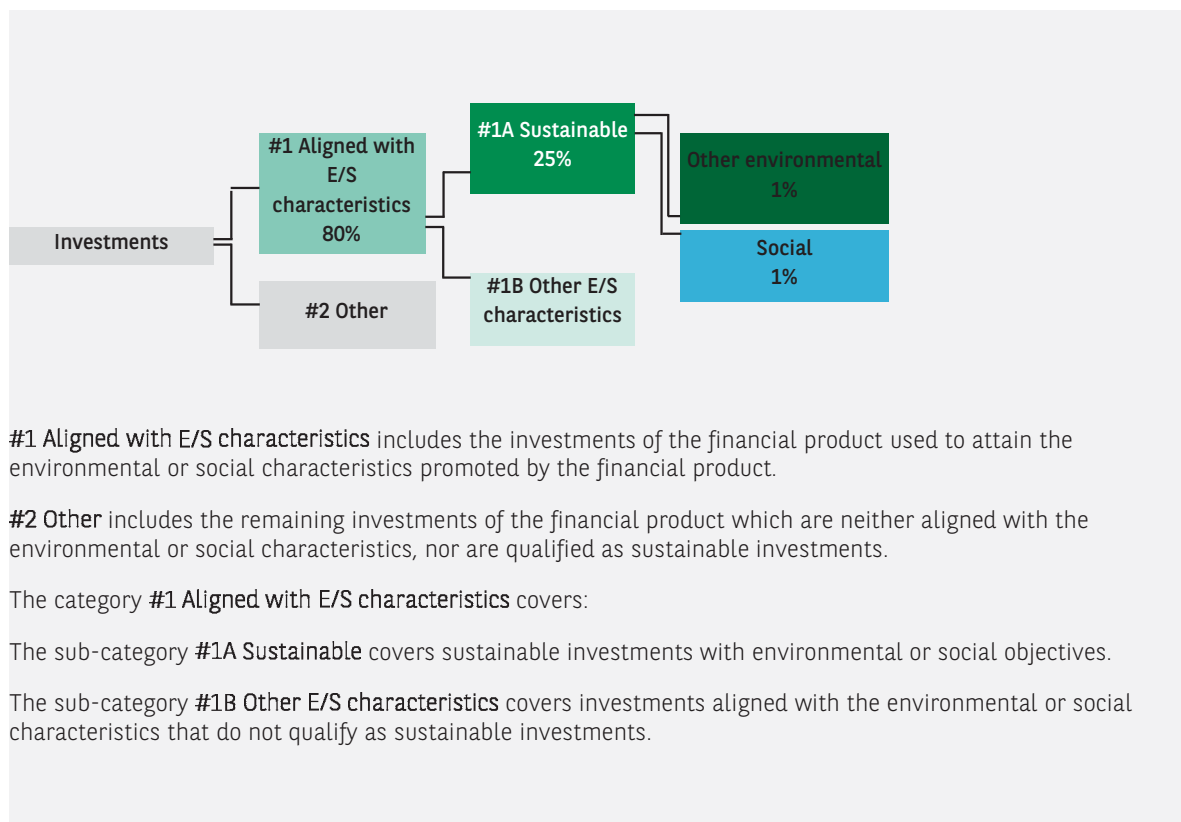 #1A Sustainable
25%
#1 Aligned with
E/S
characteristics
80%
Other environmental
1%
Investments
Social
1%
#2 Other
#1B Other E/S
characteristics
#1 Aligned with E/S characteristics includes the investments of the financial product used to attain the
environmental or social characteristics promoted by the financial product.
#2 Other includes the remaining investments of the financial product which are neither aligned with the
environmental or social characteristics, nor are qualified as sustainable investments.
The category #1 Aligned with E/S characteristics covers:
The sub-category #1A Sustainable covers sustainable investments with environmental or social objectives.
The sub-category #1B Other E/S characteristics covers investments aligned with the environmental or social
characteristics that do not qualify as sustainable investments.